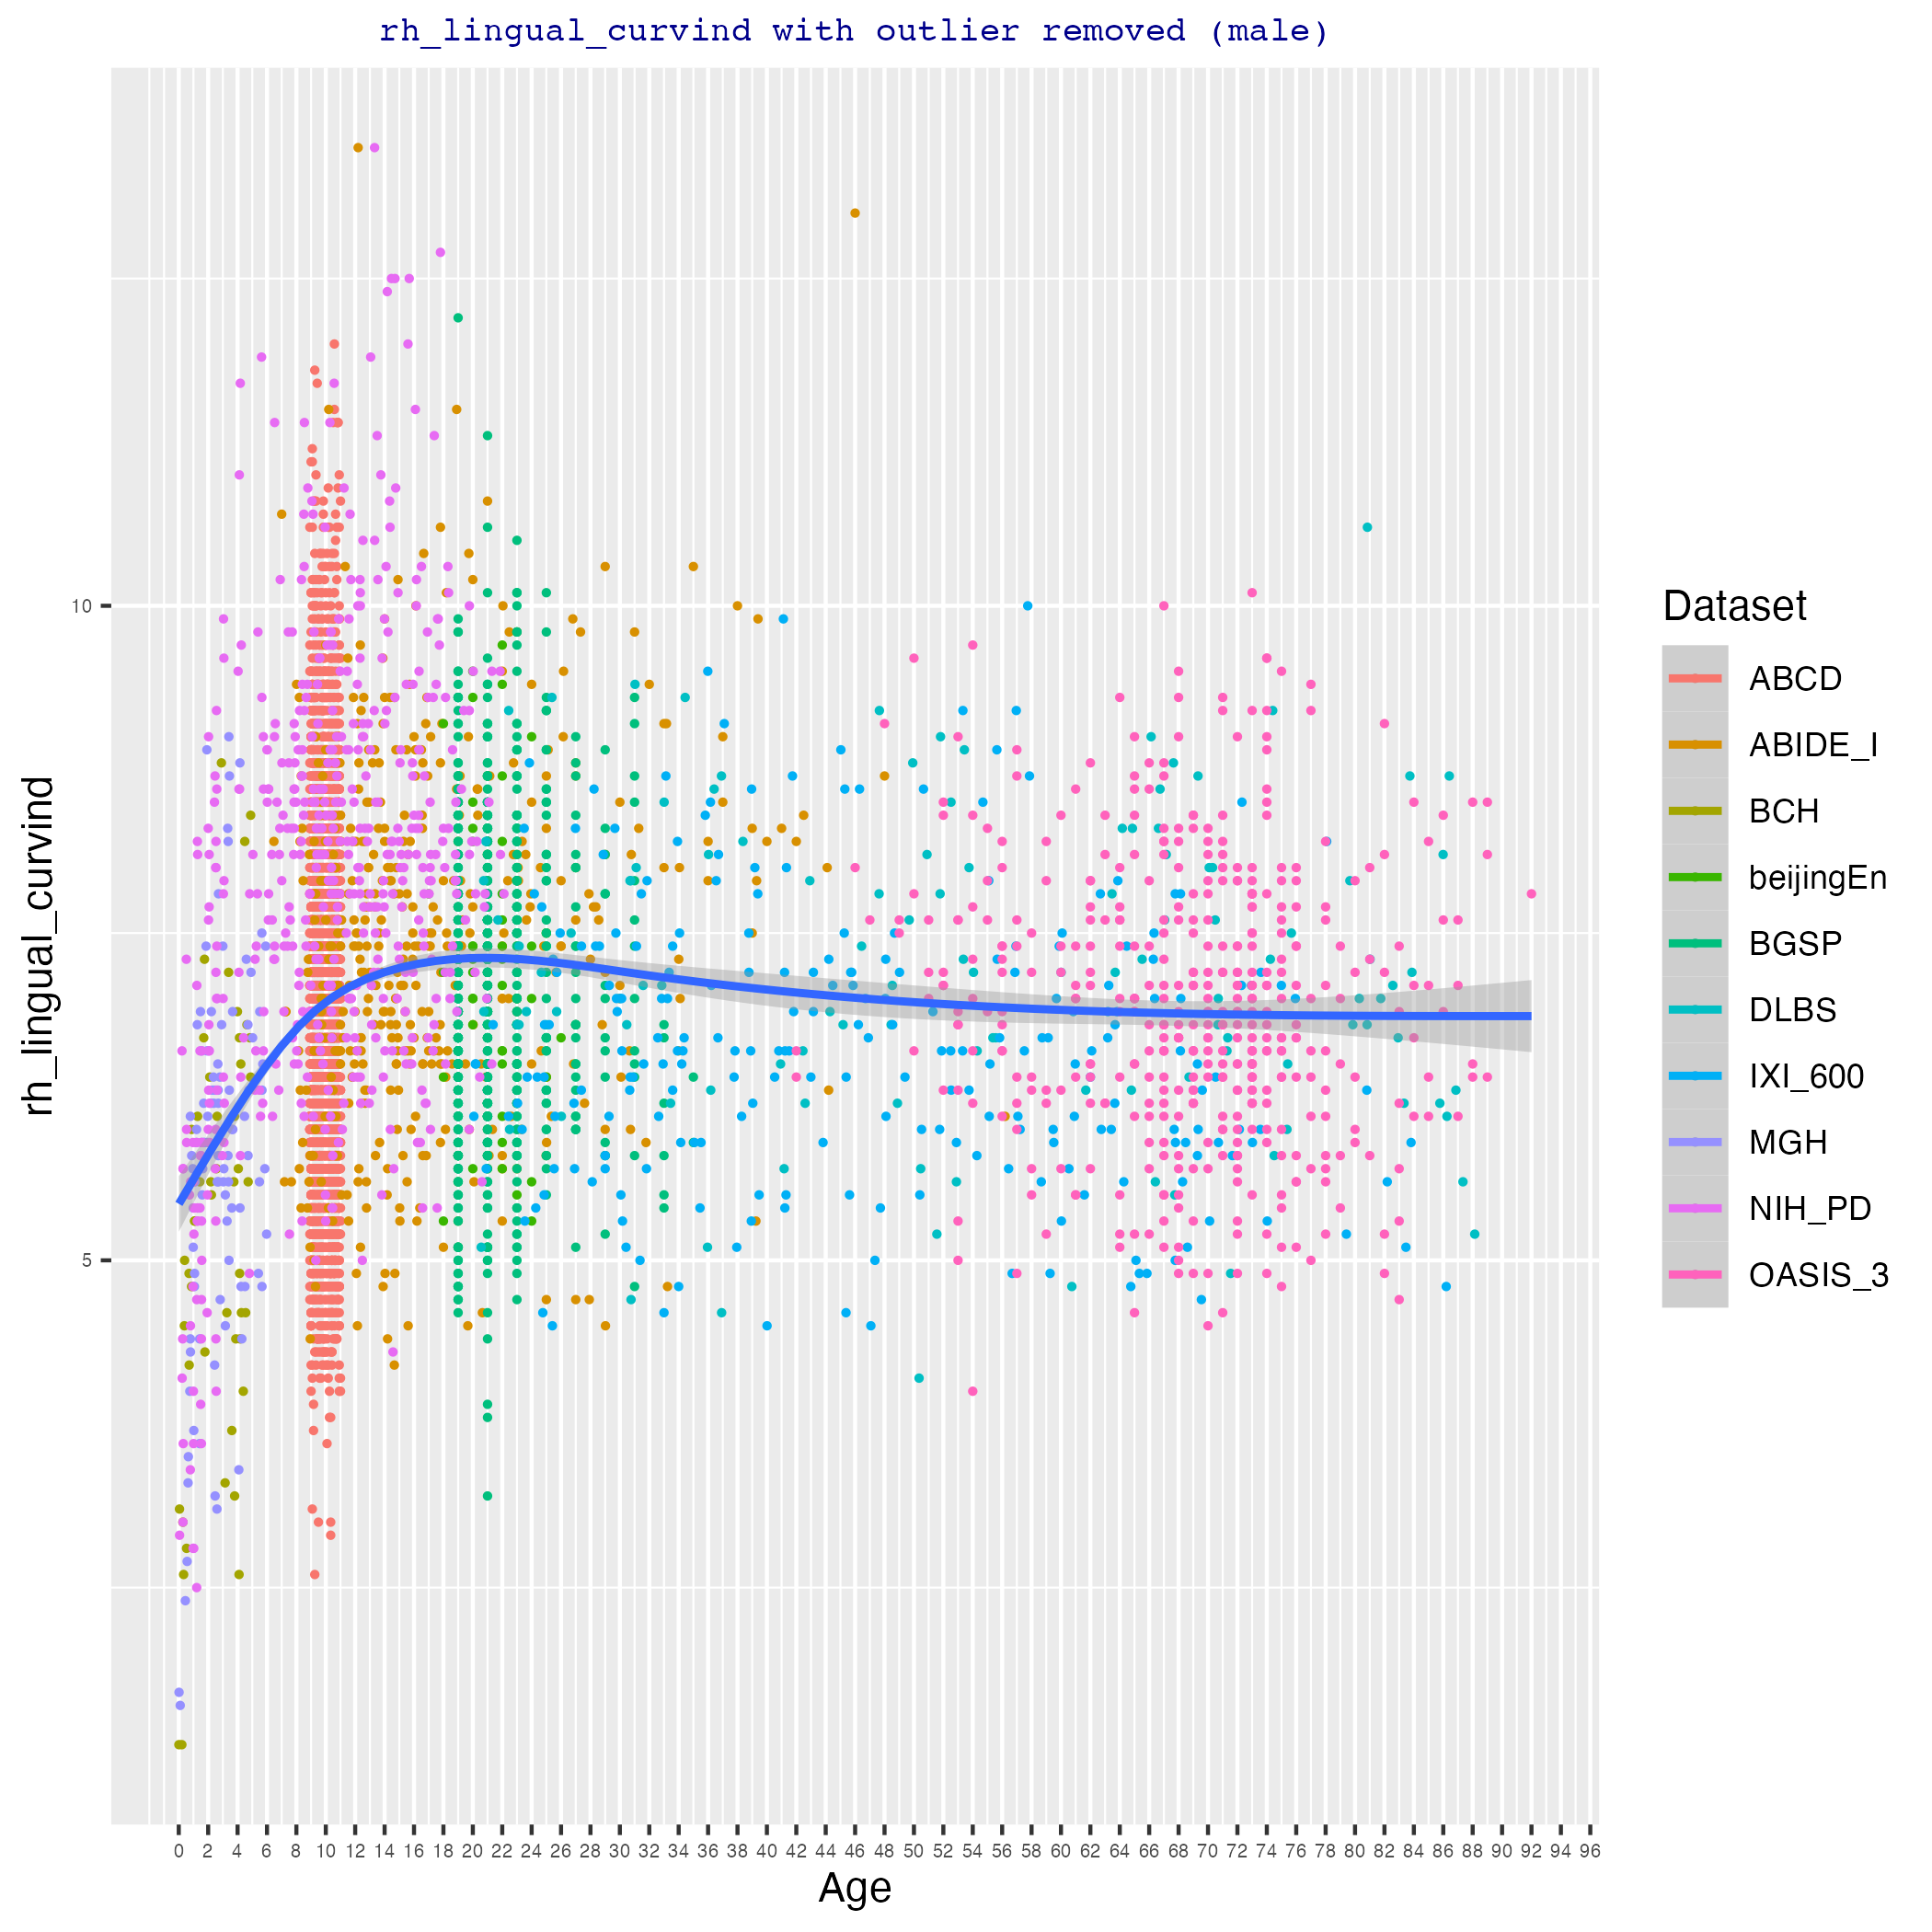 rh_lingual_curvind with outlier removed (male)
rh_lingual_curvind
10
5
0 2 4 6 8 10 12 14 16 18 20 22 24 26 28 30 32 34 36 38 40 42 44 46 48 50 52 54 56 58 60 62 64 66 68 70 72 74 76 78 80 82 84 86 88 90 92 94 96
Age
Dataset
ABCD
ABIDE_I
BCH
beijingEn
BGSP
DLBS
IXI_600
MGH
NIH_PD
OASIS_3